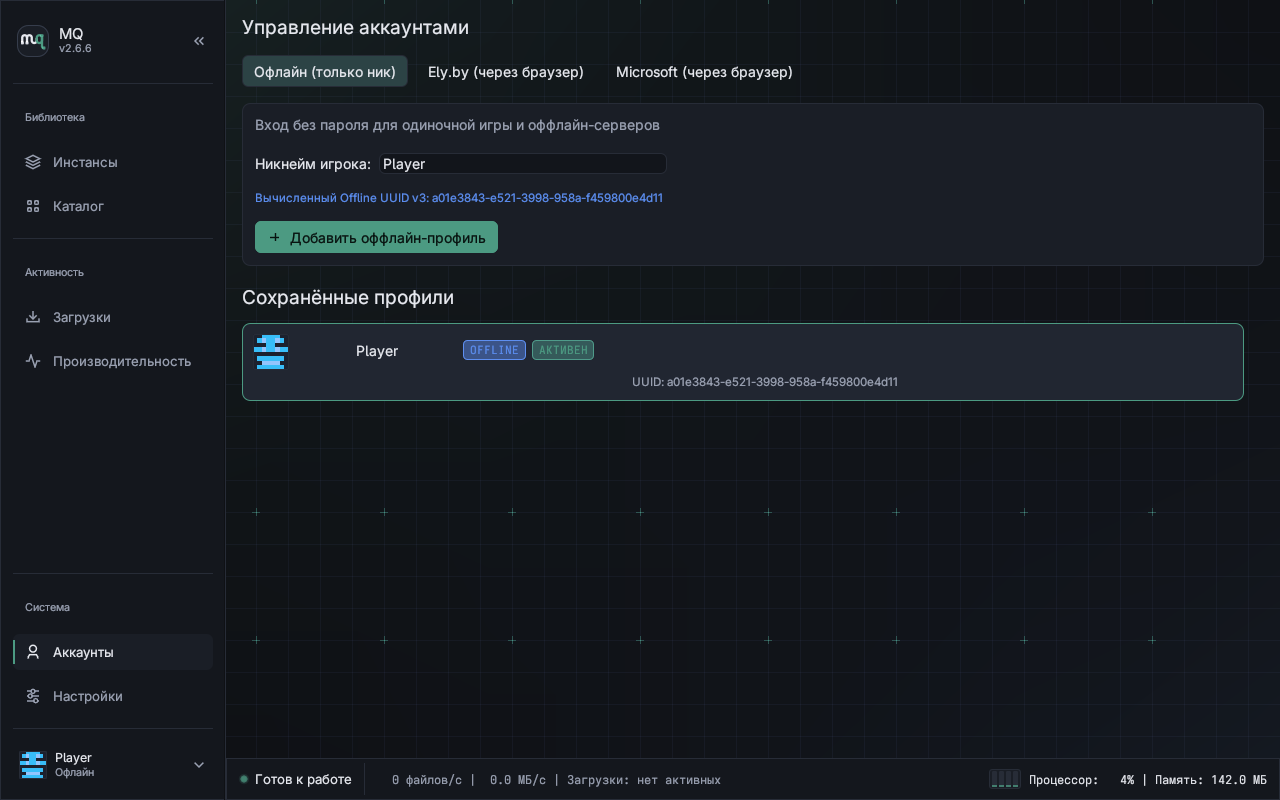 mq
MQ
v2.6.6
Библиотека
Инстансы
Каталог
Активность
Загрузки
Производительность
Система
Аккаунты
Настройки
Player
Офлайн
Управление аккаунтами
Офлайн (только ник)
Ely.by (через браузер)
Microsoft (через браузер)
Вход без пароля для одиночной игры и оффлайн-серверов
Никнейм игрока: Player
Вычисленный Offline UUID v3: a01e3843-e521-3998-958a-f459800e4d11
+ Добавить оффлайн-профиль
Сохранённые профили
Player OFFLINE АКТИВЕН
UUID: a01e3843-e521-3998-958a-f459800e4d11
Готов к работе
0 файлов/с | 0.0 МБ/с | Загрузки: нет активных
Процессор: 4% | Память: 142.0 МБ